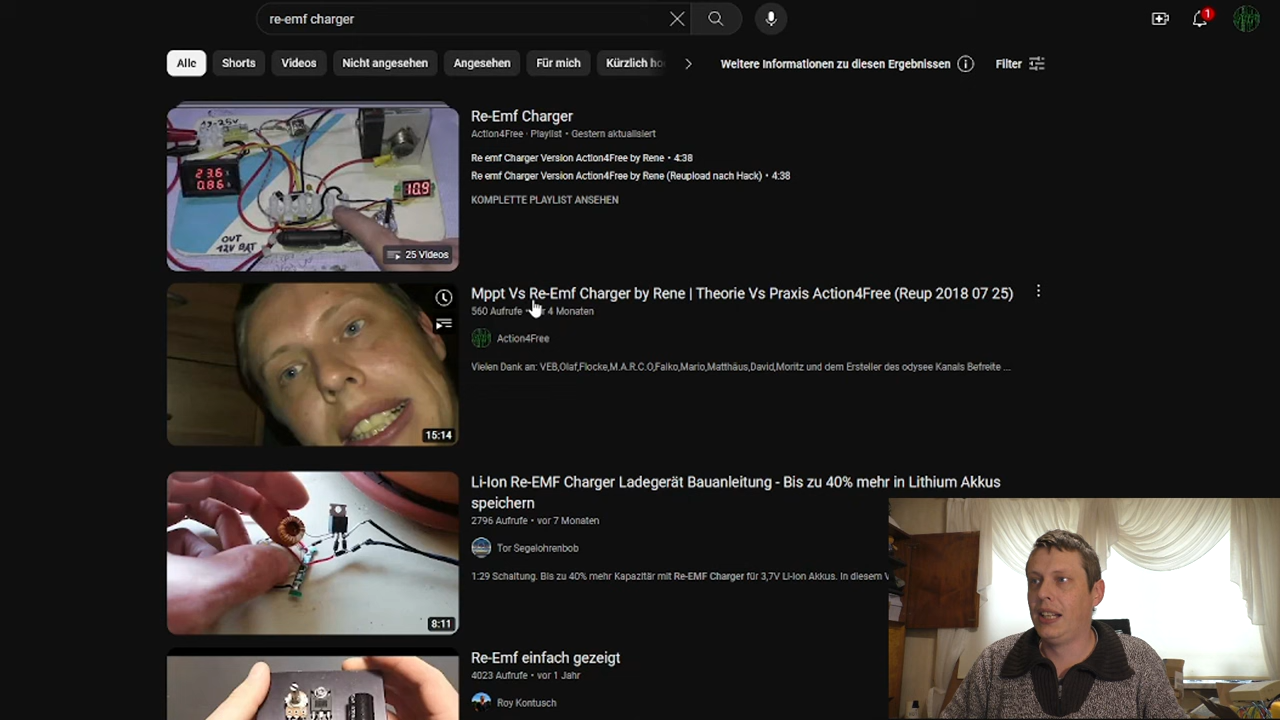 re-emf charger
1
Alle
Shorts
Videos
Nicht angesehen
Angesehen
Für mich
Kürzlich ho
Weitere Informationen zu diesen Ergebnissen
Filter
19-25V
23.6
0.86
10.9
OUT
12V BAT
25 Videos
Re-Emf Charger
Action4Free · Playlist • Gestern aktualisiert
Re emf Charger Version Action4Free by Rene • 4:38
Re emf Charger Version Action4Free by Rene (Reupload nach Hack) • 4:38
KOMPLETTE PLAYLIST ANSEHEN
15:14
Mppt Vs Re-Emf Charger by Rene | Theorie Vs Praxis Action4Free (Reup 2018 07 25)
560 Aufrufe • 4 Monaten
Action4Free
Vielen Dank an: VEB,Olaf,Flocke,M.A.R.C.O,Falko,Mario,Matthäus,David,Moritz und dem Ersteller des odysee Kanals Befreite ...
8:11
Li-Ion Re-EMF Charger Ladegerät Bauanleitung - Bis zu 40% mehr in Lithium Akkus
speichern
2796 Aufrufe • vor 7 Monaten
Tor Segelohrenbob
1:29 Schaltung. Bis zu 40% mehr Kapazität mit Re-EMF Charger für 3,7V Li-Ion Akkus. In diesem V
Re-Emf einfach gezeigt
4023 Aufrufe • vor 1 Jahr
Roy Kontusch